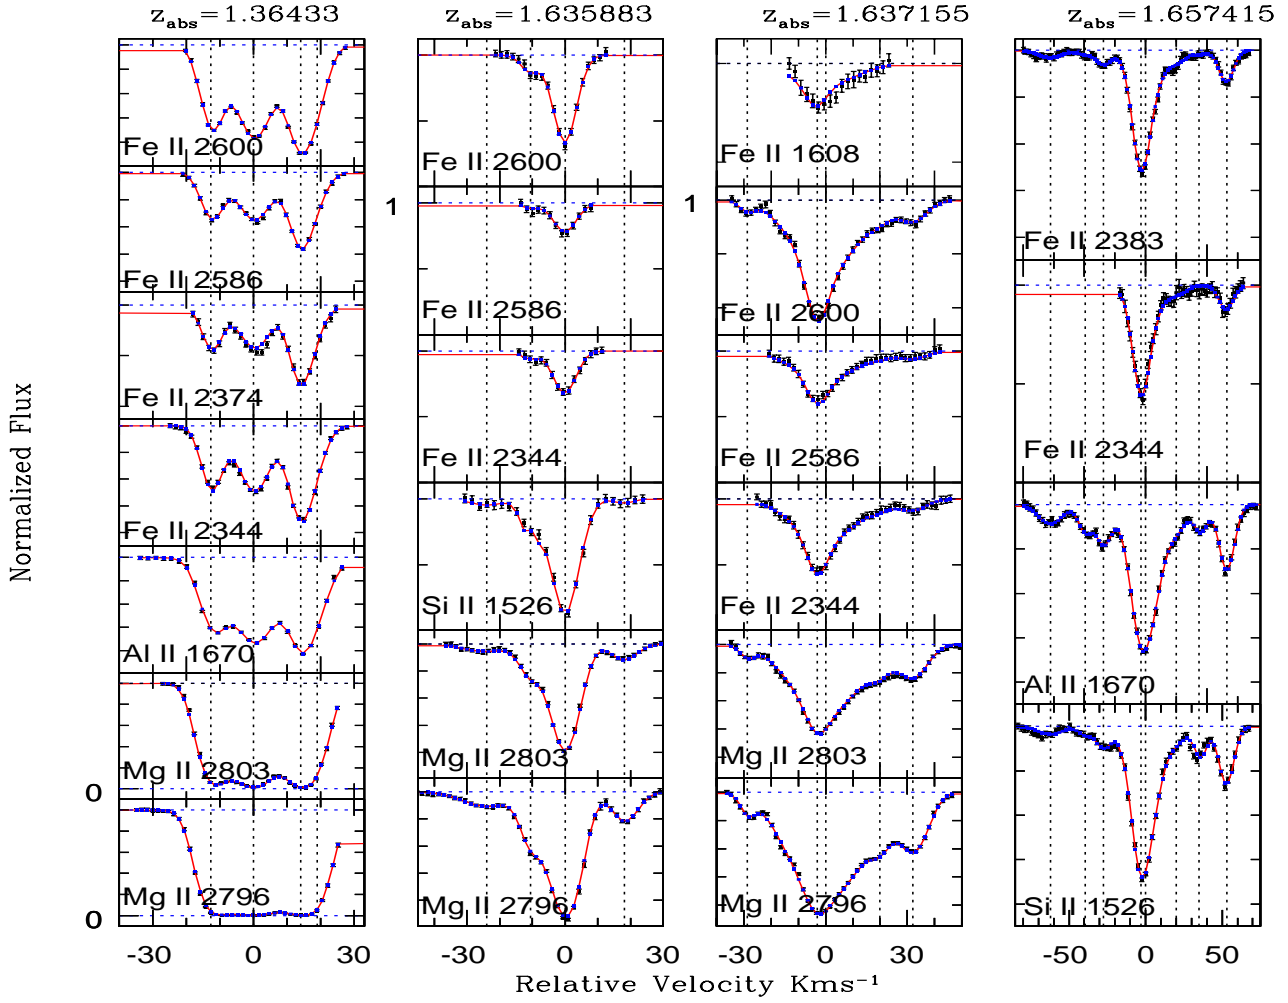 z_abs=1.36433
z_abs=1.635883
z_abs=1.637155
z_abs=1.657415
Normalized Flux
Fe II 2600
Fe II 2586
Fe II 2374
Fe II 2344
Al II 1670
Mg II 2803
0
Mg II 2796
0
-30 0 30
Fe II 2600
1
Fe II 2586
Fe II 2344
Si II 1526
Mg II 2803
Mg II 2796
-30 0 30
Fe II 1608
1
Fe II 2600
Fe II 2586
Fe II 2344
Mg II 2803
Mg II 2796
-30 0 30
Fe II 2383
Fe II 2344
Al II 1670
Si II 1526
-50 0 50
Relative Velocity Kms⁻¹